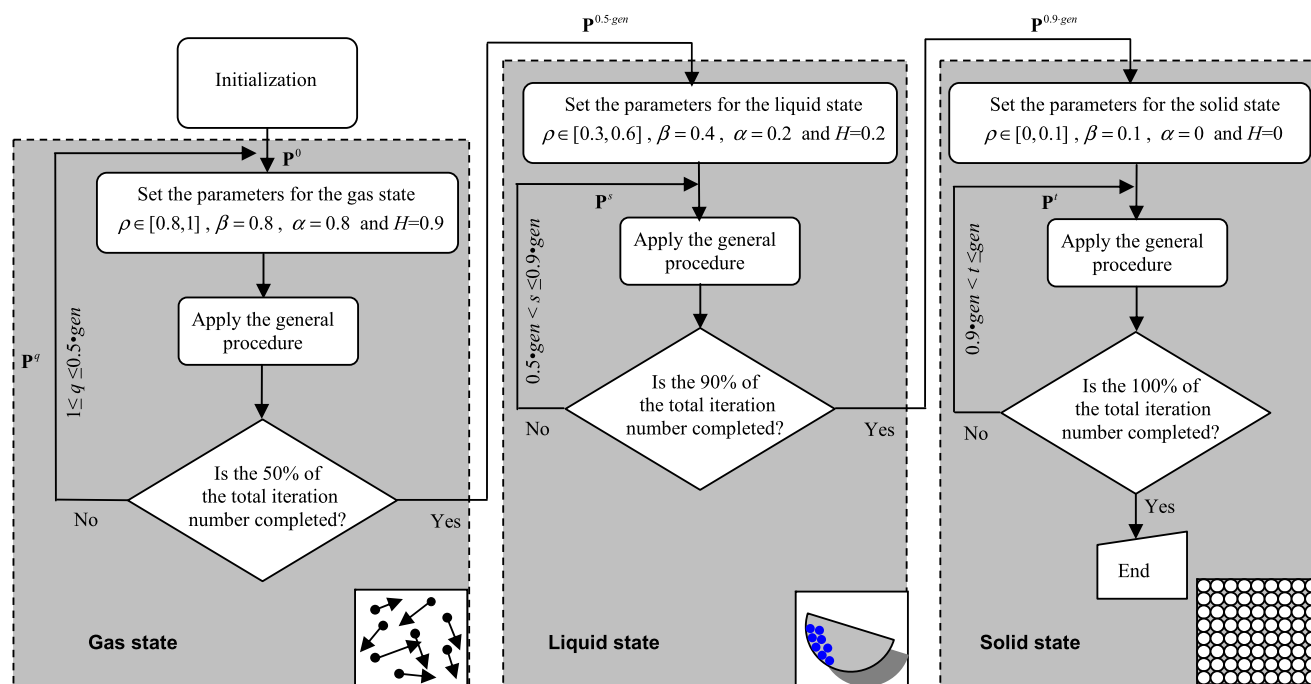 Initialization
P^0
Set the parameters for the gas state
ρ∈[0.8,1] , β=0.8 , α=0.8 and H=0.9
Apply the general
procedure
P^q
1≤ q ≤0.5•gen
Is the 50% of
the total iteration
number completed?
No
Yes
Gas state
P^{0.5·gen}
Set the parameters for the liquid state
ρ∈[0.3,0.6] , β=0.4 , α=0.2 and H=0.2
P^s
0.5•gen < s ≤0.9•gen
Apply the general
procedure
Is the 90% of
the total iteration
number completed?
No
Yes
Liquid state
P^{0.9·gen}
Set the parameters for the solid state
ρ∈[0,0.1] , β=0.1 , α=0 and H=0
P^t
0.9•gen < t ≤gen
Apply the general
procedure
Is the 100% of
the total iteration
number completed?
No
Yes
End
Solid state